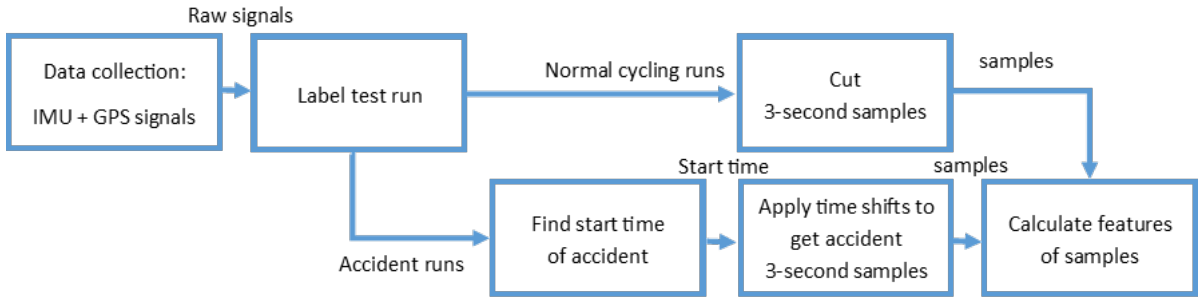 Raw signals
Data collection:
IMU + GPS signals
Label test run
Normal cycling runs
Cut
3-second samples
samples
Accident runs
Find start time
of accident
Start time
Apply time shifts to
get accident
3-second samples
samples
Calculate features
of samples